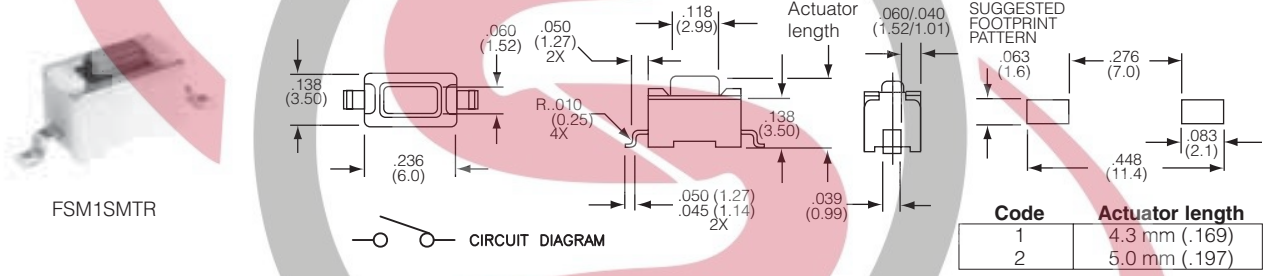 FSM1SMTR
.138
(3.50)
.236
(6.0)
.060
(1.52)
.050
(1.27)
2X
.118
(2.99)
Actuator
length
R..010
(0.25)
4X
.138
(3.50)
.050 (1.27)
.045 (1.14)
2X
.060/.040
(1.52/1.01)
.039
(0.99)
SUGGESTED
FOOTPRINT
PATTERN
.063
(1.6)
.276
(7.0)
.083
(2.1)
.448
(11.4)
CIRCUIT DIAGRAM
Code Actuator length
1 4.3 mm (.169)
2 5.0 mm (.197)